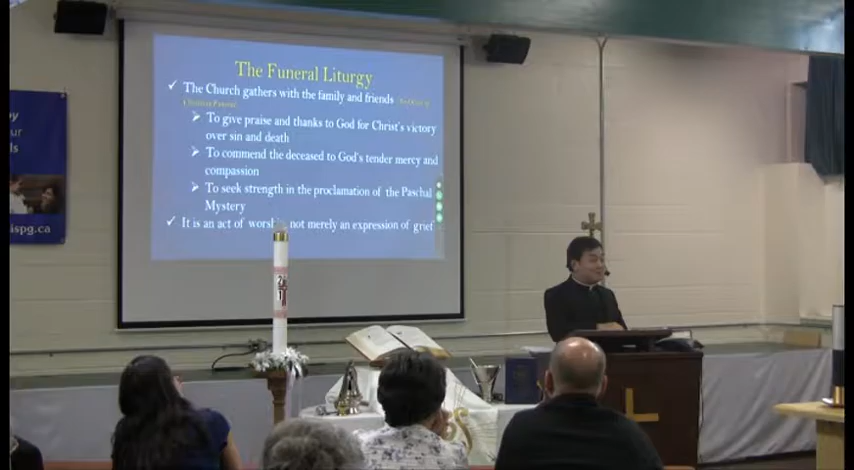 The Funeral Liturgy
✓ The Church gathers with the family and friends
Christian Funerals
➤ To give praise and thanks to God for Christ's victory
over sin and death
➤ To commend the deceased to God's tender mercy and
compassion
➤ To seek strength in the proclamation of the Paschal
Mystery
✓ It is an act of worship not merely an expression of grief
ispg.ca